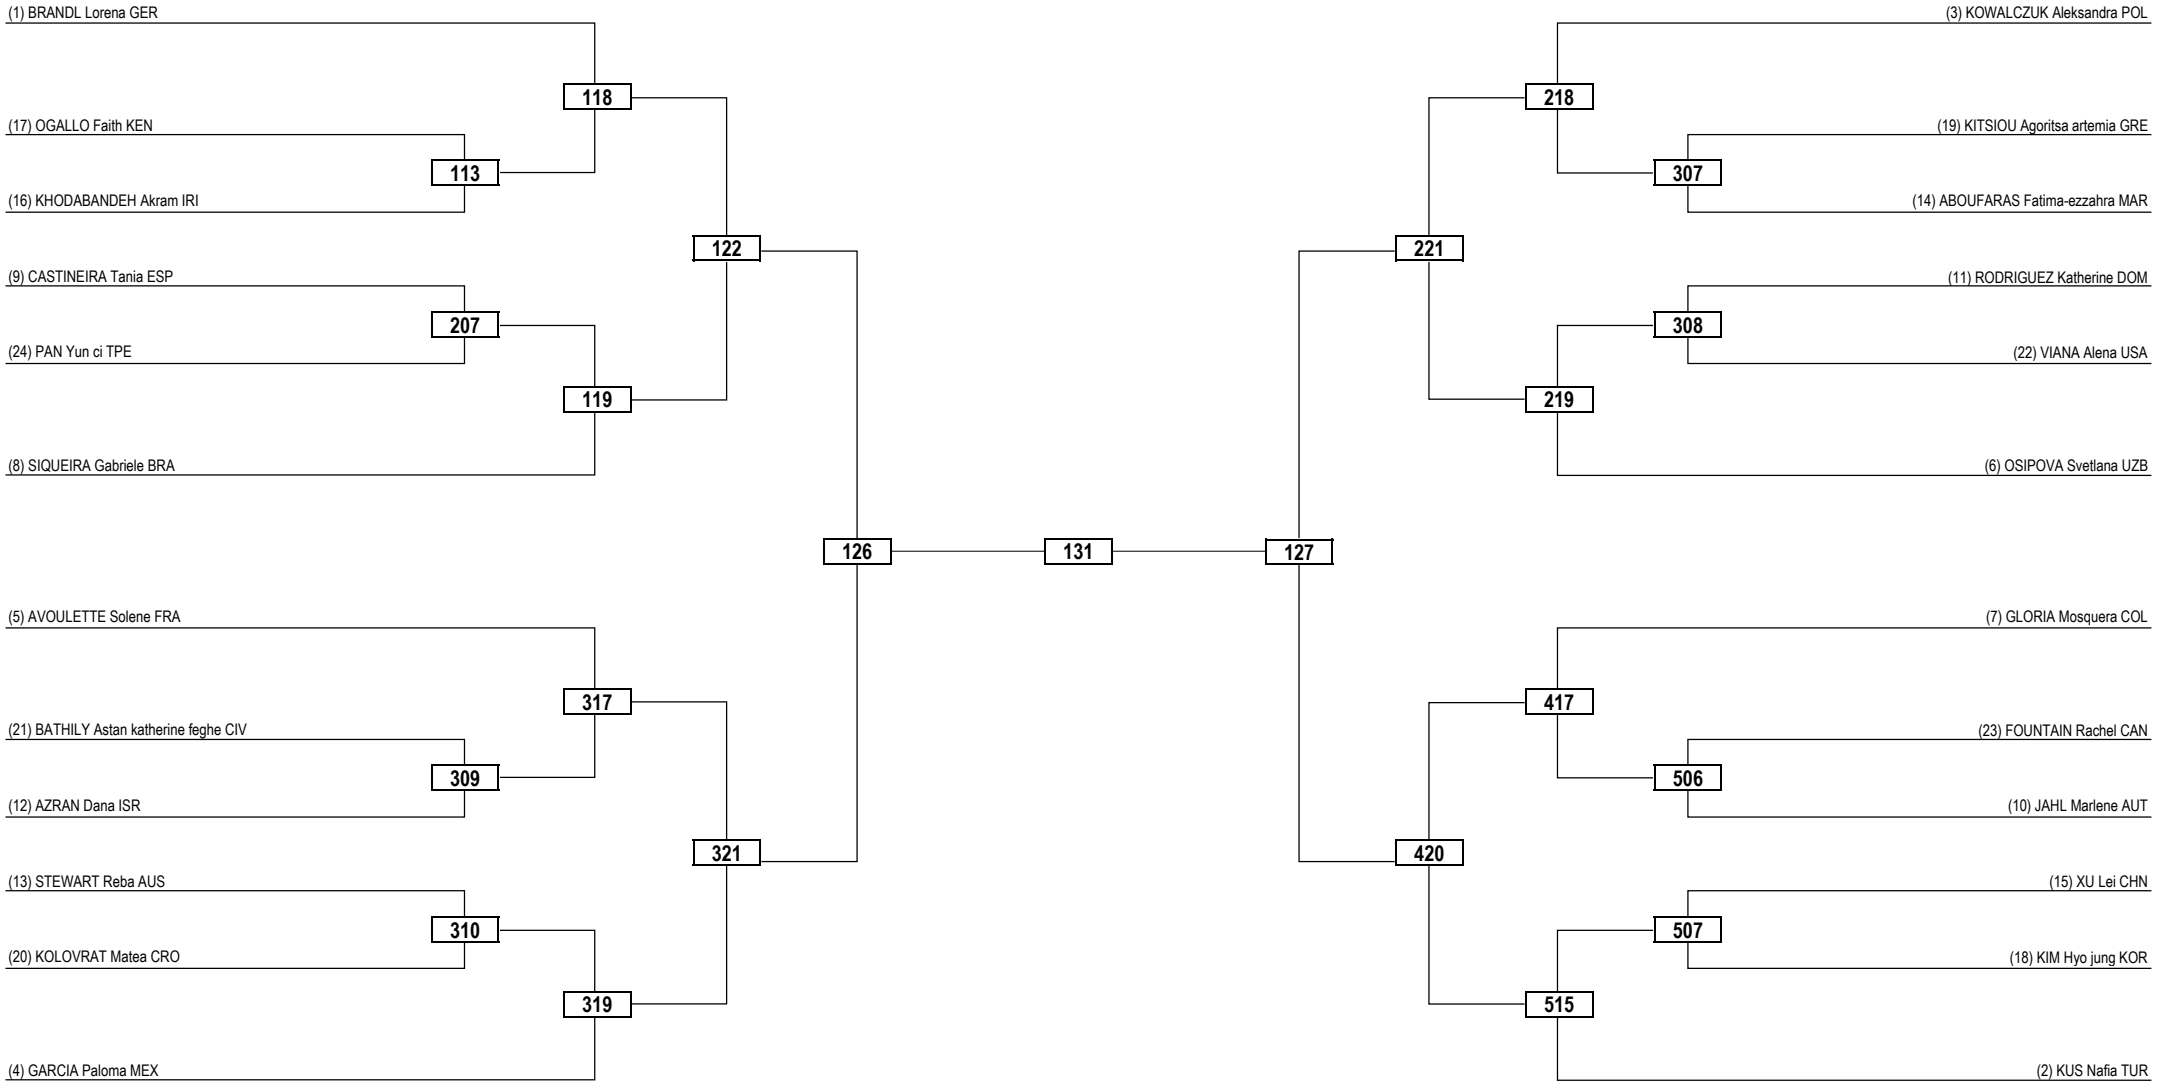 (1) BRANDL Lorena GER
118
(17) OGALLO Faith KEN
113
(16) KHODABANDEH Akram IRI
122
(9) CASTINEIRA Tania ESP
207
(24) PAN Yun ci TPE
119
(8) SIQUEIRA Gabriele BRA
126
(5) AVOULETTE Solene FRA
317
(21) BATHILY Astan katherine feghe CIV
309
(12) AZRAN Dana ISR
321
(13) STEWART Reba AUS
310
(20) KOLOVRAT Matea CRO
319
(4) GARCIA Paloma MEX
131
(3) KOWALCZUK Aleksandra POL
218
(19) KITSIOU Agoritsa artemia GRE
307
(14) ABOUFARAS Fatima-ezzahra MAR
221
(11) RODRIGUEZ Katherine DOM
308
(22) VIANA Alena USA
219
(6) OSIPOVA Svetlana UZB
127
(7) GLORIA Mosquera COL
417
(23) FOUNTAIN Rachel CAN
506
(10) JAHL Marlene AUT
420
(15) XU Lei CHN
507
(18) KIM Hyo jung KOR
515
(2) KUS Nafia TUR